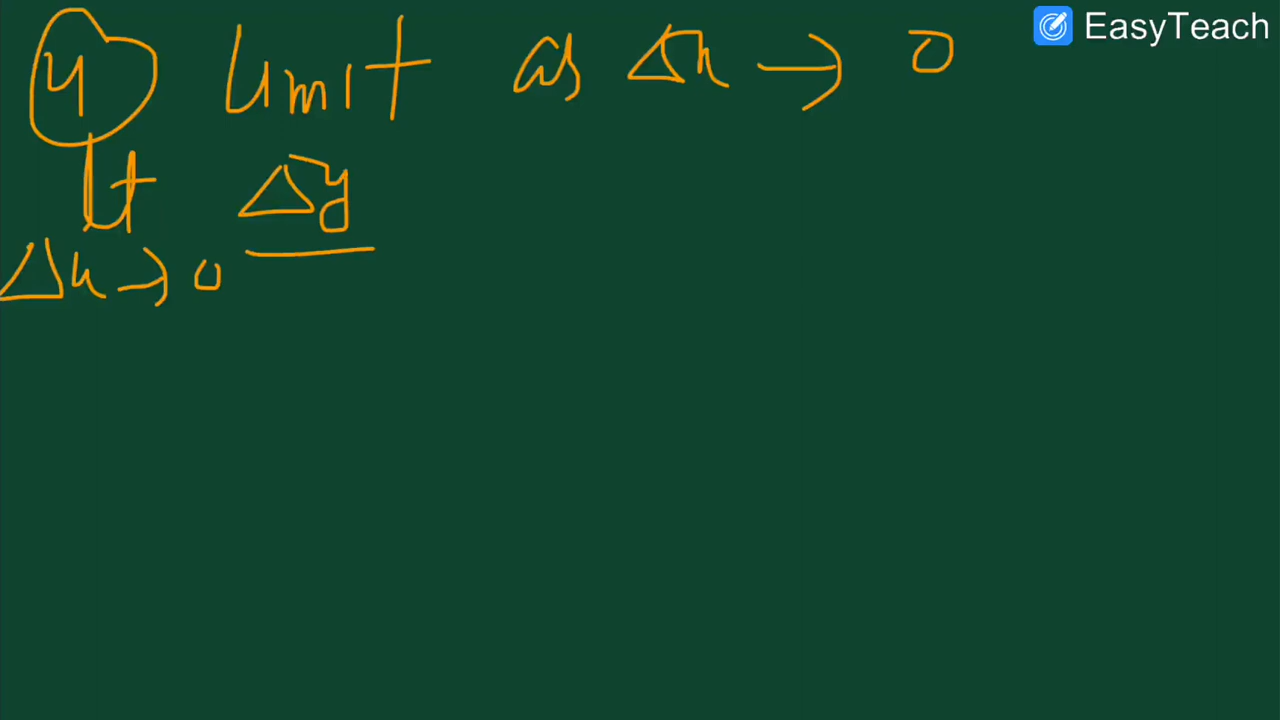 4 limit as Δx → 0
EasyTeach
lt Δy
Δx → 0